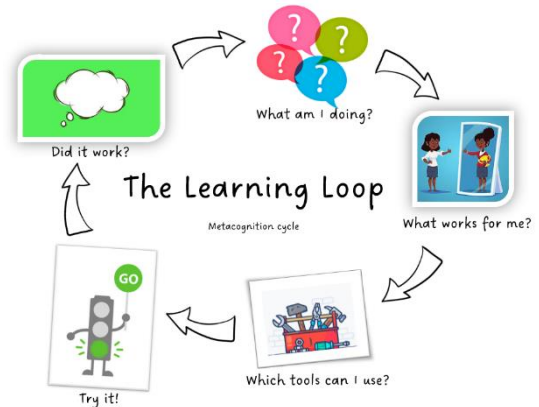 ? ? ? ?
What am I doing?
What works for me?
Which tools can I use?
GO
Try it!
Did it work?
The Learning Loop
Metacognition cycle